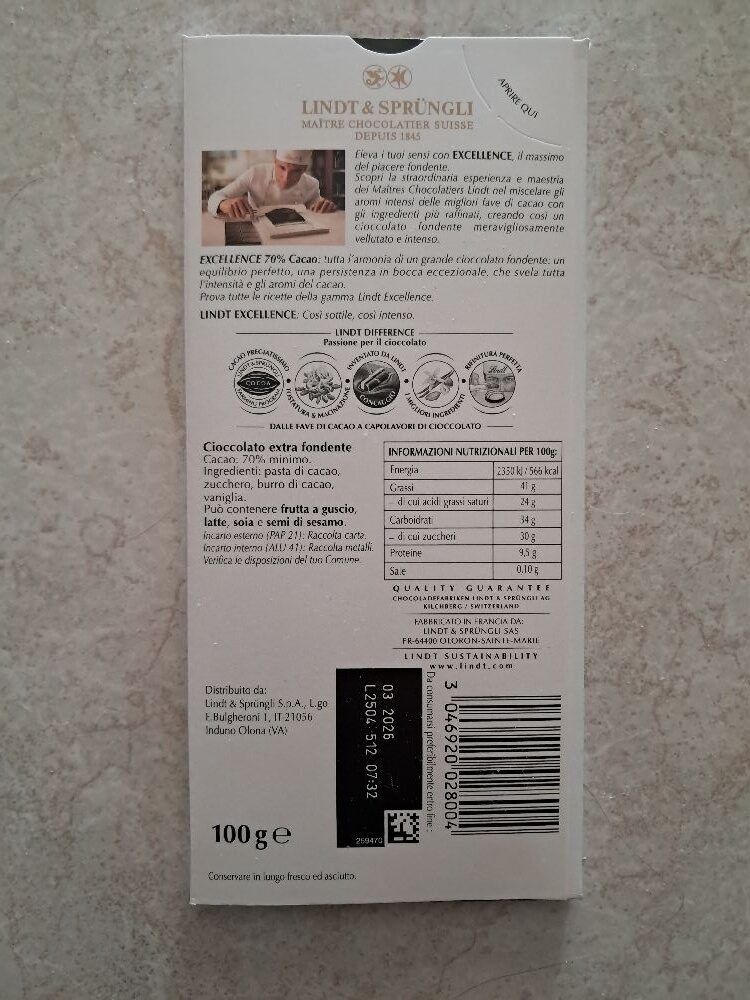 APRIRE QUI
LINDT & SPRÜNGLI
MAÎTRE CHOCOLATIER SUISSE
DEPUIS 1845
Eleva i tuoi sensi con EXCELLENCE, il massimo
del piacere fondente.
Scopri la straordinaria esperienza e maestria
dei Maîtres Chocolatiers Lindt nel miscelare gli
aromi intensi delle migliori fave di cacao con
gli ingredienti più raffinati, creando così un
cioccolato fondente meravigliosamente
vellutato e intenso.
EXCELLENCE 70% Cacao: tutta l'armonia di un grande cioccolato fondente: un
equilibrio perfetto, una persistenza in bocca eccezionale, che svela tutta
l'intensità e gli aromi del cacao.
Prova tutte le ricette della gamma Lindt Excellence.
LINDT EXCELLENCE: Così sottile, così intenso.
LINDT DIFFERENCE
Passione per il cioccolato
CACAO PREGIATISSIMO
LINDT & SPRÜNGLI
COCOA
FARMING PROGRAM
TOSTATURA & MACINAZIONE
INVENTATO DA LINDT
CONCAGGIO
I MIGLIORI INGREDIENTI
RIFINITURA PERFETTA
Lindt
DALLE FAVE DI CACAO A CAPOLAVORI DI CIOCCOLATO
Cioccolato extra fondente
Cacao: 70% minimo.
Ingredienti: pasta di cacao,
zucchero, burro di cacao,
vaniglia.
Può contenere frutta a guscio,
latte, soia e semi di sesamo.
Incarto esterno (PAP 21): Raccolta carta.
Incarto interno (ALU 41): Raccolta metalli.
Verifica le disposizioni del tuo Comune.
INFORMAZIONI NUTRIZIONALI PER 100g:
Energia 2350 kJ / 566 kcal
Grassi 41 g
– di cui acidi grassi saturi 24 g
Carboidrati 34 g
– di cui zuccheri 30 g
Proteine 9,5 g
Sale 0,10 g
QUALITY GUARANTEE
CHOCOLADEFABRIKEN LINDT & SPRÜNGLI AG
KILCHBERG / SWITZERLAND
FABBRICATO IN FRANCIA DA:
LINDT & SPRÜNGLI SAS
FR-64400 OLORON-SAINTE-MARIE
LINDT SUSTAINABILITY
www.lindt.com
Distribuito da:
Lindt & Sprüngli S.p.A., L.go
E.Bulgheroni 1, IT-21056
Induno Olona (VA)
03 2026
L2504 512 07:32
259470
Da consumarsi preferibilmente entro fine :
3 046920 028004
100 g e
Conservare in luogo fresco ed asciutto.